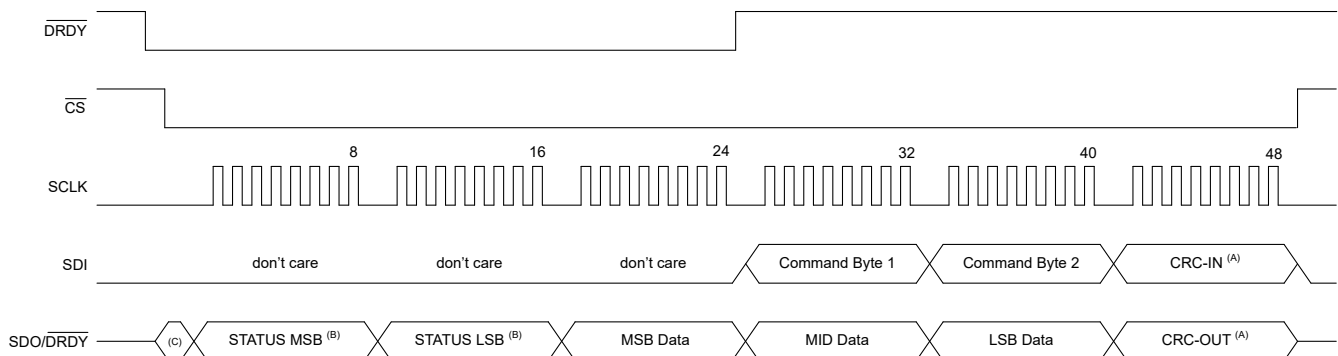 DRDY
CS
8 16 24 32 40 48
SCLK
SDI don't care don't care don't care Command Byte 1 Command Byte 2 CRC-IN (A)
SDO/DRDY (C) STATUS MSB (B) STATUS LSB (B) MSB Data MID Data LSB Data CRC-OUT (A)